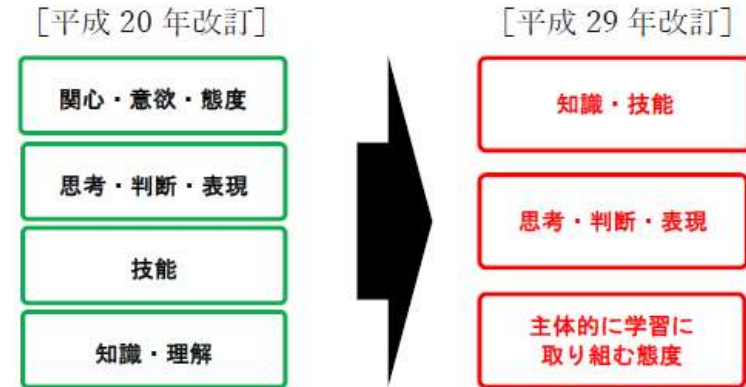 [平成 20 年改訂]
関心・意欲・態度
思考・判断・表現
技能
知識・理解
[平成 29 年改訂]
知識・技能
思考・判断・表現
主体的に学習に
取り組む態度